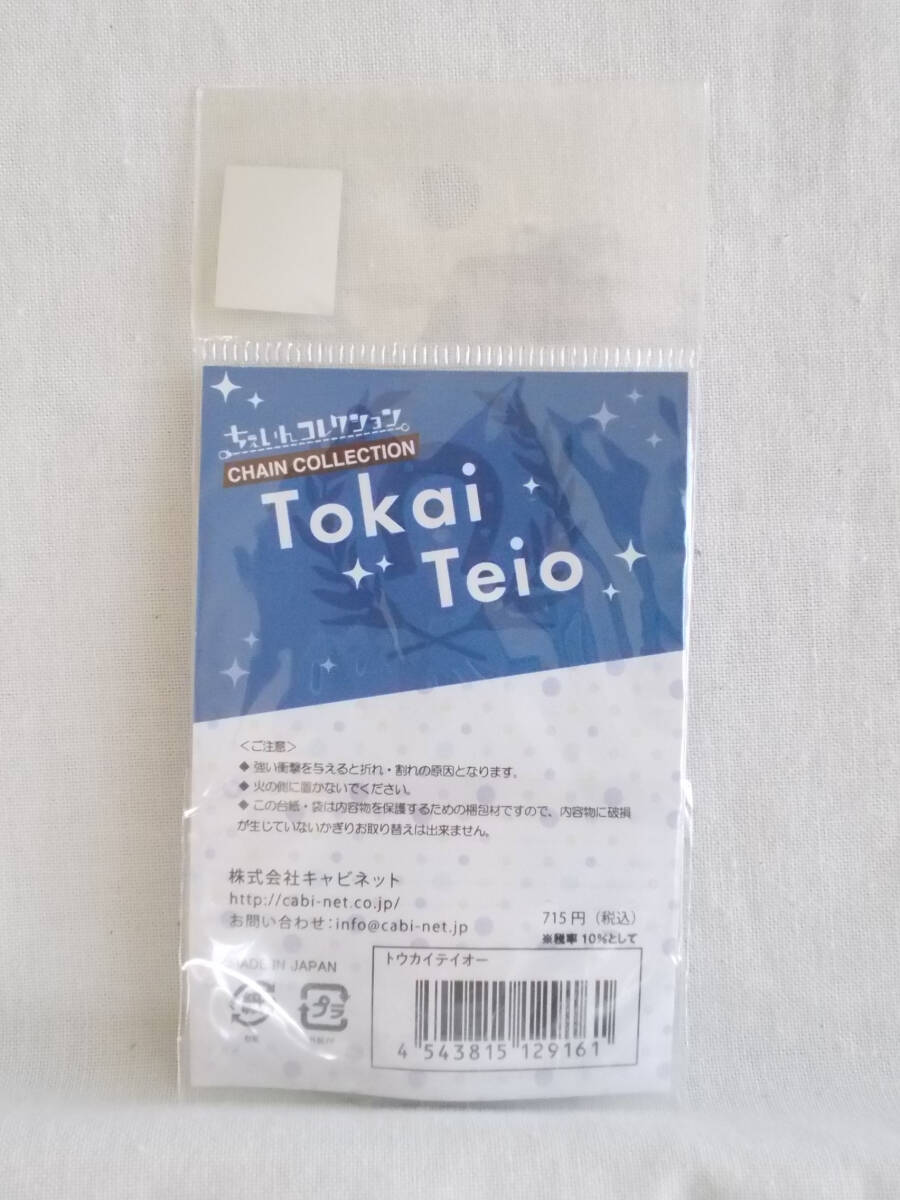 ちぇいんコレクション
CHAIN COLLECTION
Tokai
Teio
＜ご注意＞
◆ 強い衝撃を与えると折れ・割れの原因となります。
◆ 火の側に置かないでください。
◆ この台紙・袋は内容物を保護するための梱包材ですので、内容物に破損
が生じていないかぎりお取り替えは出来ません。
株式会社キャビネット
http://cabi-net.co.jp/
お問い合わせ：info@cabi-net.jp
715円（税込）
※税率10%として
MADE IN JAPAN
プラ
トウカイテイオー
4 543815 129161